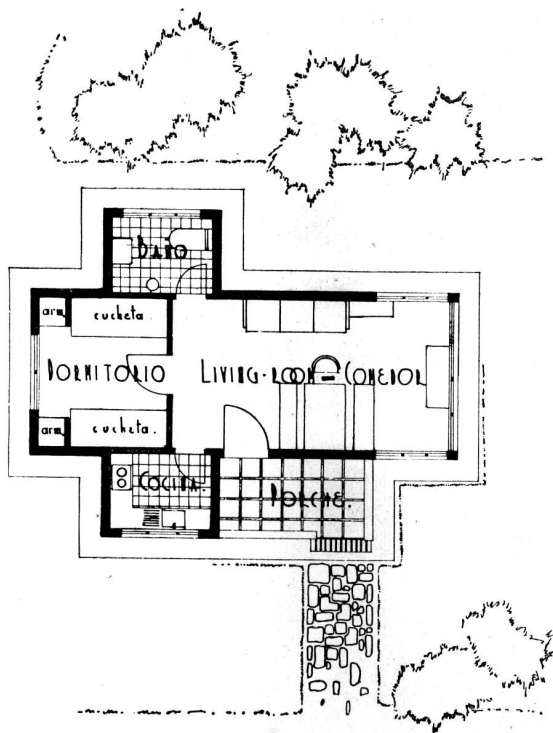 BAÑO
arm.
cucheta.
DORMITORIO
LIVING-ROOM-COMEDOR
arm.
cucheta.
COCINA.
PORCHE.